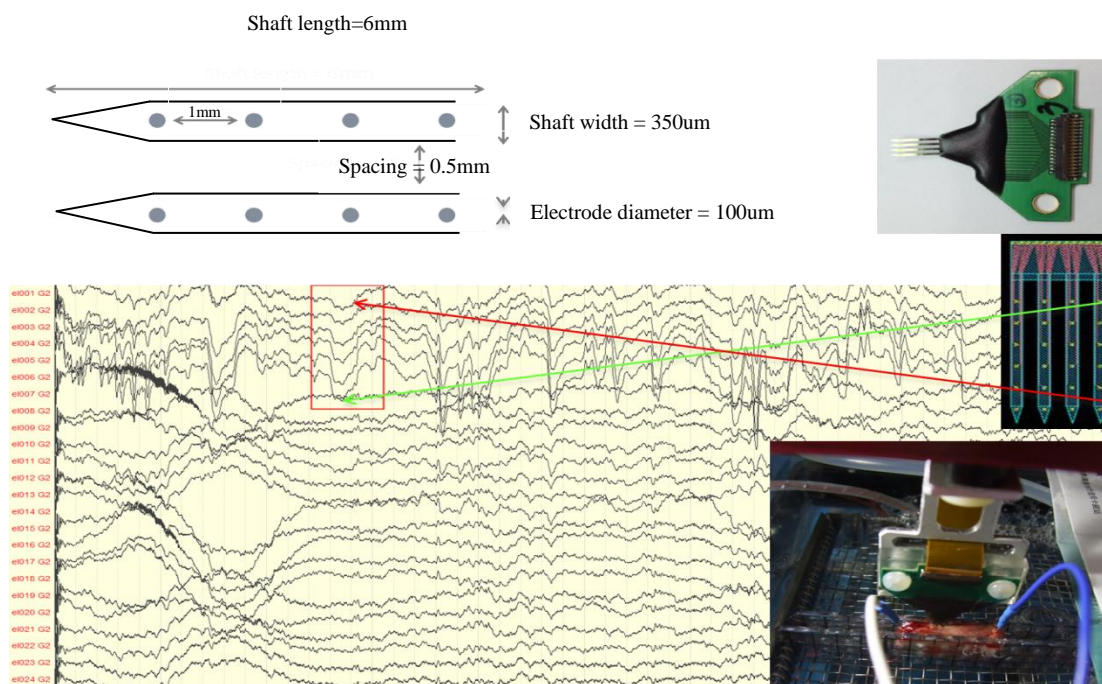 Shaft length=6mm
Shaft length = 6mm
1mm
Shaft width = 350um
Spacing = 0.5mm
Electrode diameter = 100um
el001 G2
el002 G2
el003 G2
el004 G2
el005 G2
el006 G2
el007 G2
el008 G2
el009 G2
el010 G2
el011 G2
el012 G2
el013 G2
el014 G2
el015 G2
el016 G2
el017 G2
el018 G2
el019 G2
el020 G2
el021 G2
el022 G2
el023 G2
el024 G2